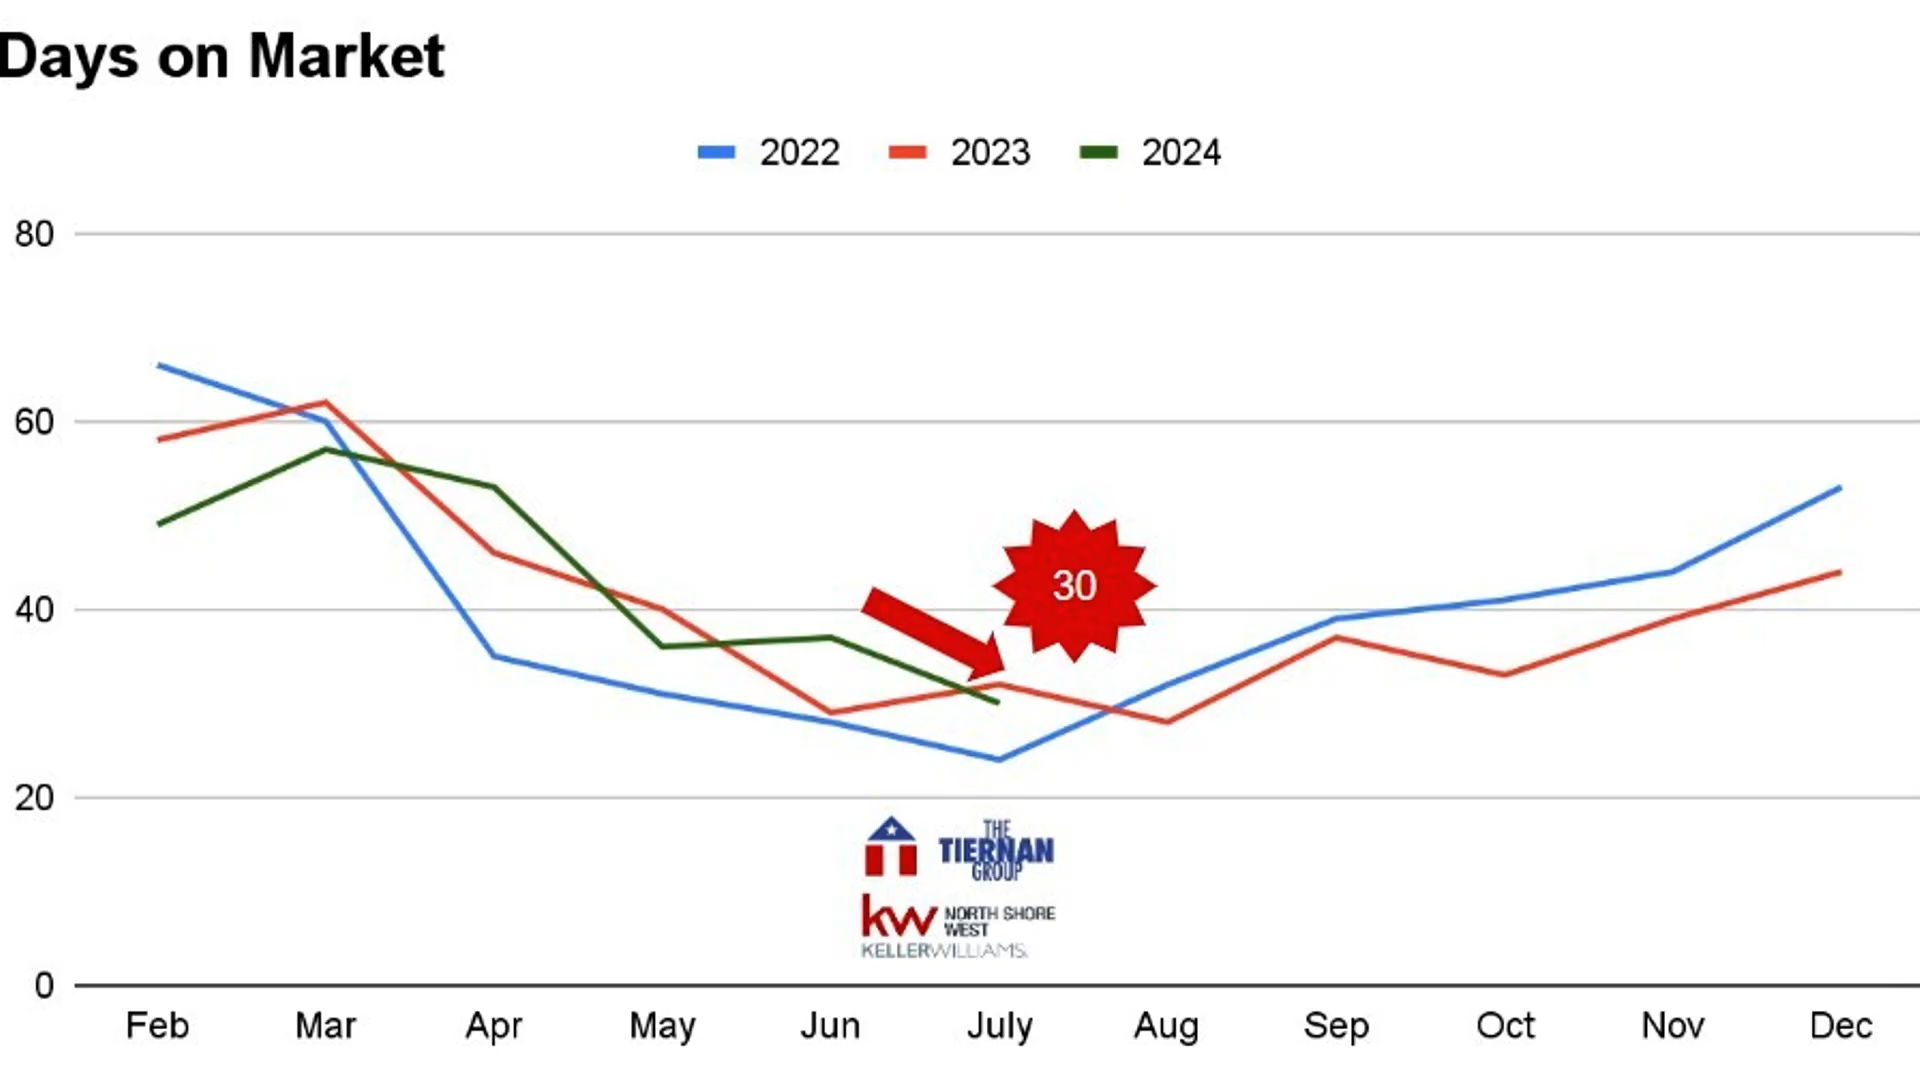 Days on Market
2022 2023 2024
80
60
40
20
0
30
THE
TIERNAN
GROUP
kw NORTH SHORE
WEST
KELLERWILLIAMS.
Feb Mar Apr May Jun July Aug Sep Oct Nov Dec